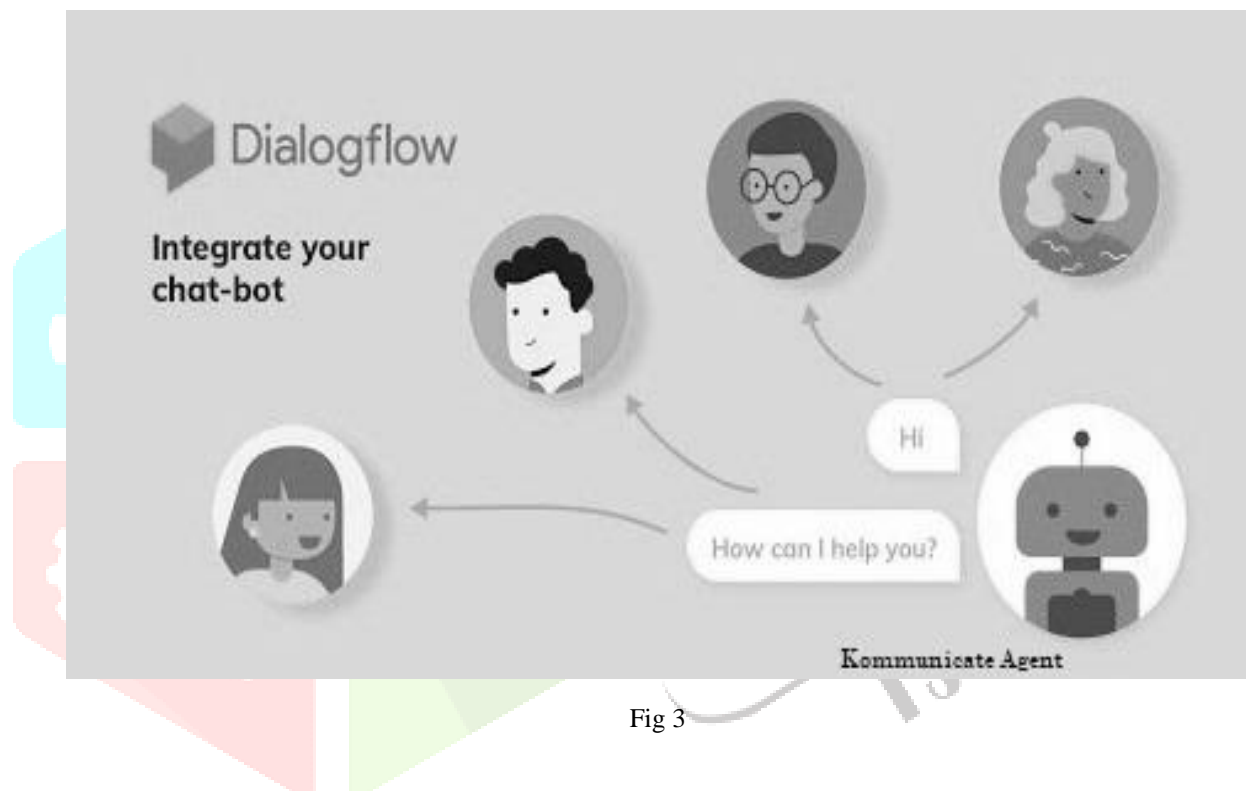 Dialogflow
Integrate your
chat-bot
Hi
How can I help you?
Kommunicate Agent
Fig 3